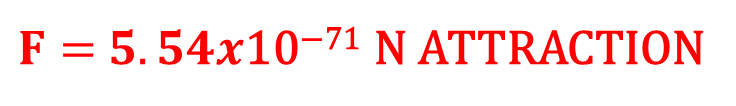 F = 5.54x10⁻⁷¹ N ATTRACTION